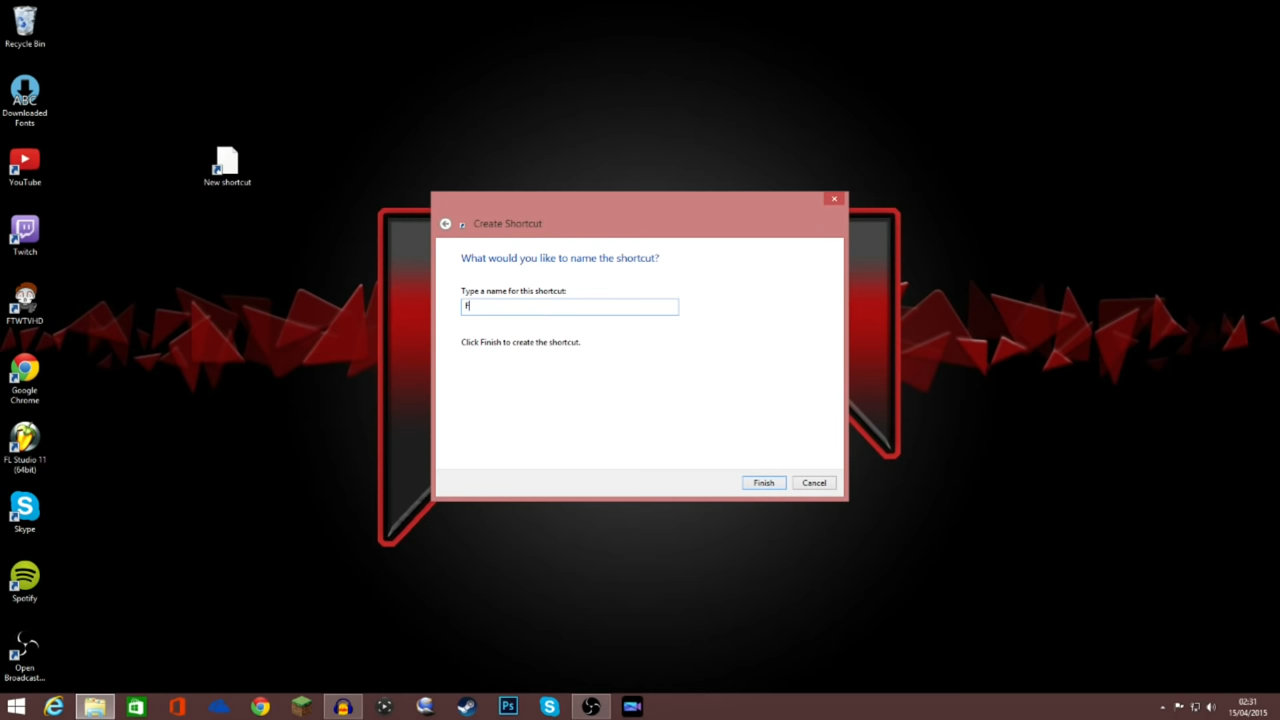 Recycle Bin
ABC
Downloaded
Fonts
YouTube
Twitch
FTWTVHD
Google
Chrome
FL Studio 11
(64bit)
Skype
Spotify
Open
Broadcast...
New shortcut
Create Shortcut
What would you like to name the shortcut?
Type a name for this shortcut:
F
Click Finish to create the shortcut.
Finish
Cancel
Ps
02:31
15/04/2015